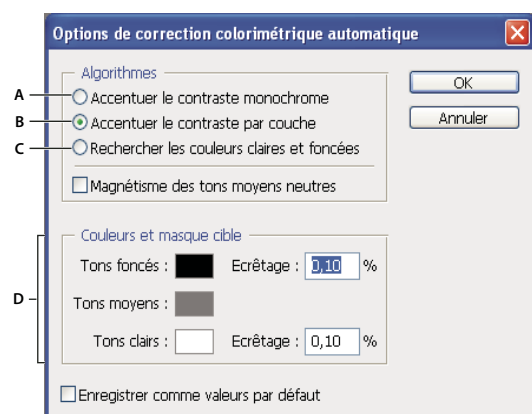 Options de correction colorimétrique automatique
Algorithmes
OK
A
Accentuer le contraste monochrome
B
Accentuer le contraste par couche
Annuler
C
Rechercher les couleurs claires et foncées
Magnétisme des tons moyens neutres
Couleurs et masque cible
Tons foncés : Ecrêtage : 0,10 %
D
Tons moyens :
Tons clairs : Ecrêtage : 0,10 %
Enregistrer comme valeurs par défaut